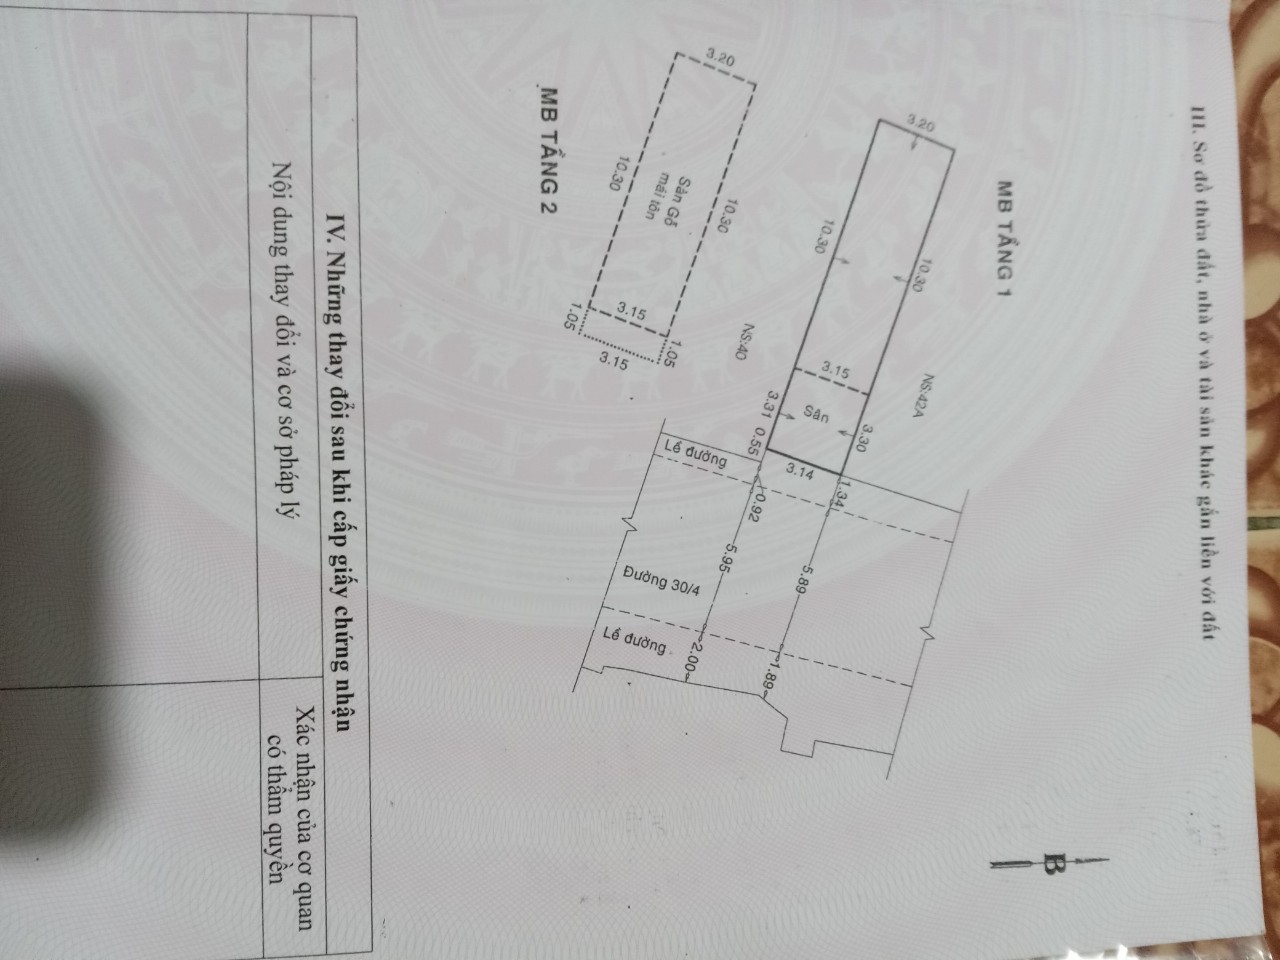 III. Sơ đồ thửa đất, nhà ở và tài sản khác gắn liền với đất
MB TẦNG 1
B
3.20
10.30
10.30
NS:42A
NS:40
3.15
Sân
3.31
3.30
0.55
3.14
1.34
Lề đường
0.92
5.95
5.89
Đường 30/4
Lề đường
2.00
1.89
3.20
10.30
10.30
Sàn Gỗ
mái tôn
3.15
1.05
1.05
3.15
MB TẦNG 2
IV. Những thay đổi sau khi cấp giấy chứng nhận
Nội dung thay đổi và cơ sở pháp lý
Xác nhận của cơ quan
có thẩm quyền